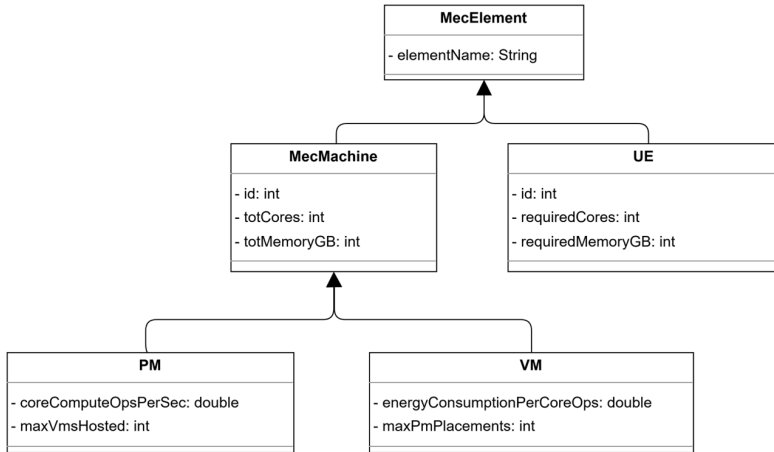 MecElement
- elementName: String
MecMachine
- id: int
- totCores: int
- totMemoryGB: int
UE
- id: int
- requiredCores: int
- requiredMemoryGB: int
PM
- coreComputeOpsPerSec: double
- maxVmsHosted: int
VM
- energyConsumptionPerCoreOps: double
- maxPmPlacements: int